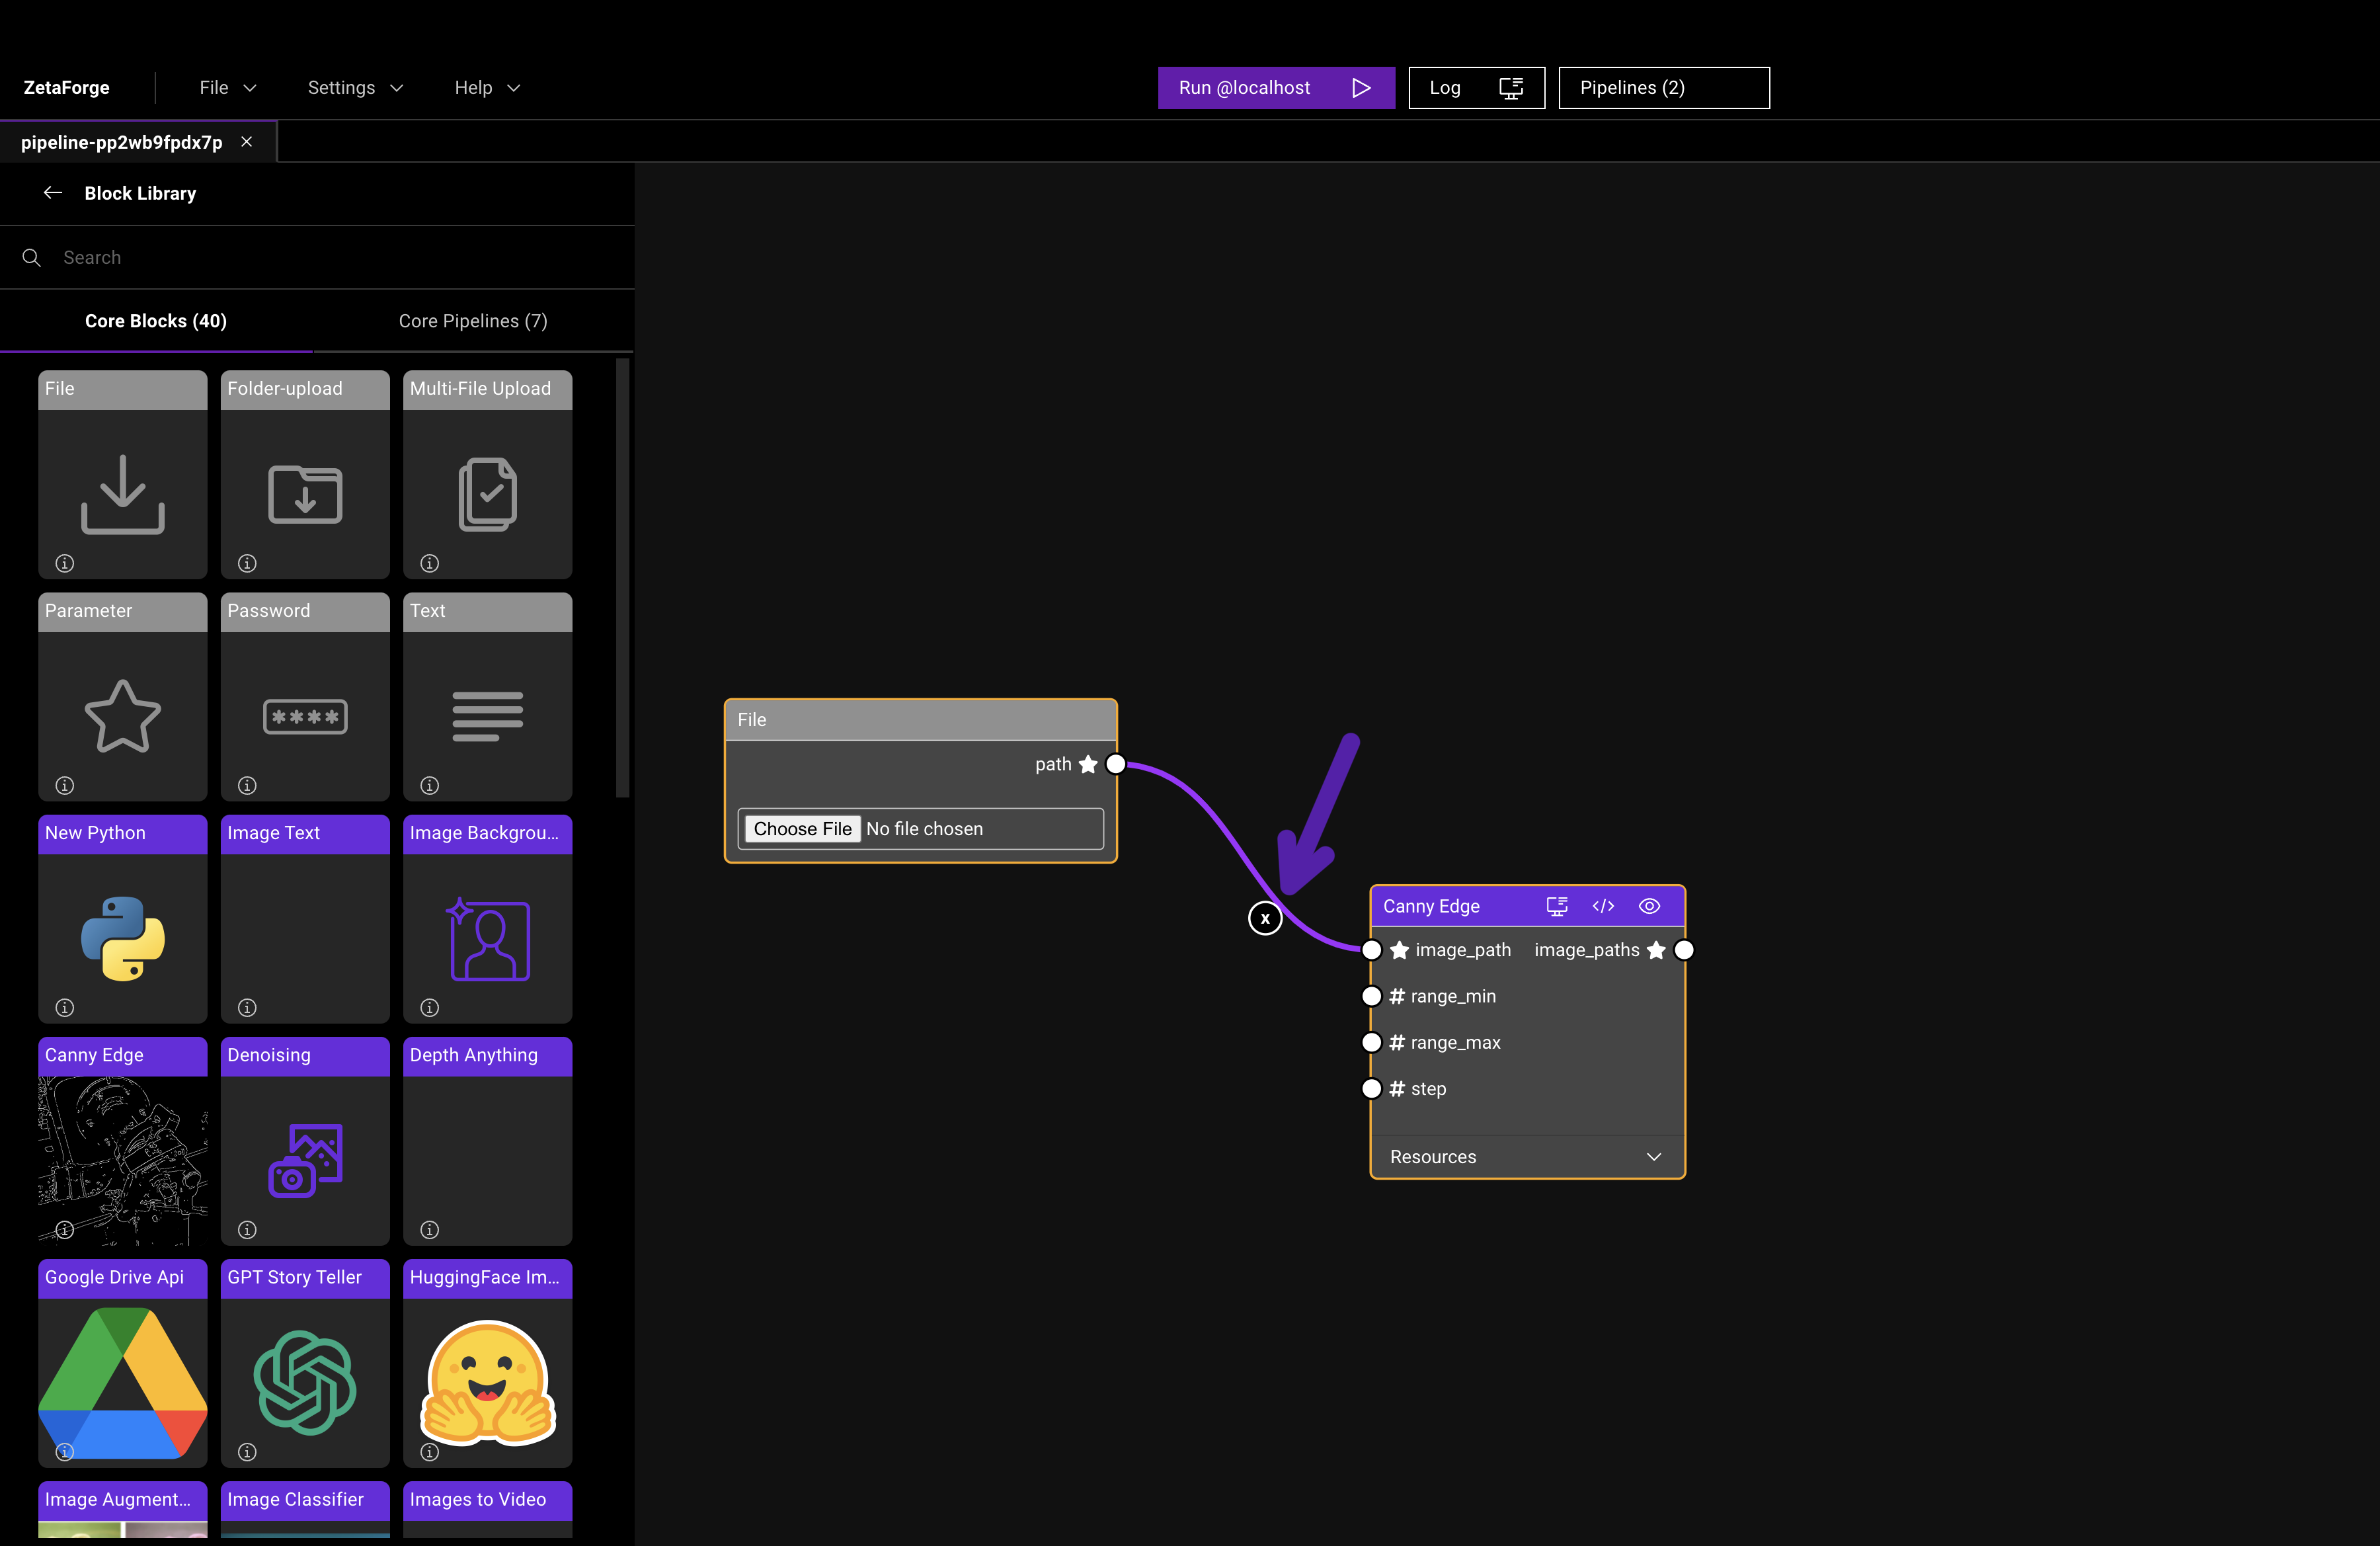 ZetaForge File Settings Help Run @localhost Log Pipelines (2)
pipeline-pp2wb9fpdx7p
Block Library
Search
Core Blocks (40) Core Pipelines (7)
File Folder-upload Multi-File Upload
Parameter Password Text
****
New Python Image Text Image Backgrou...
Canny Edge Denoising Depth Anything
Google Drive Api GPT Story Teller HuggingFace Im...
Image Augment... Image Classifier Images to Video
File
path
Choose File No file chosen
x
Canny Edge </>
image_path image_paths
# range_min
# range_max
# step
Resources